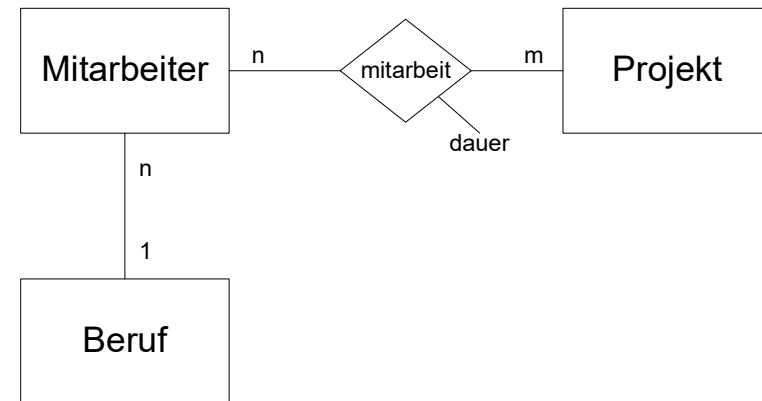 Mitarbeiter
n
mitarbeit
m
Projekt
dauer
n
1
Beruf